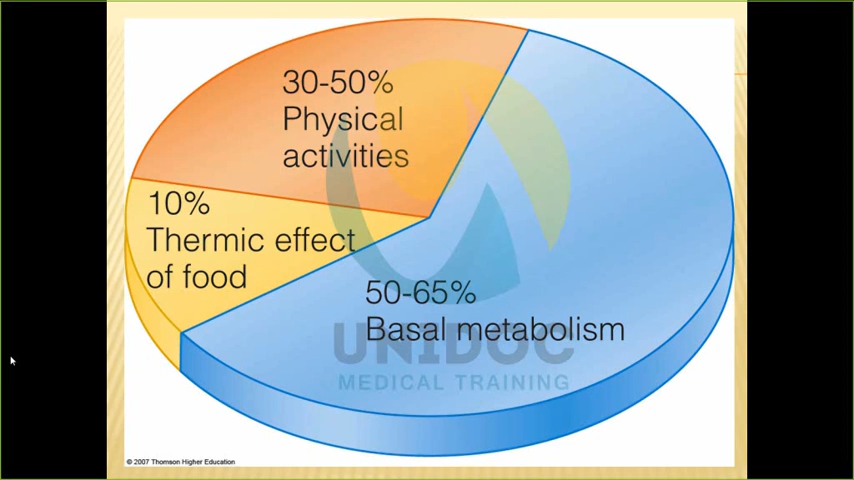 30-50%
Physical
activities
10%
Thermic effect
of food
50-65%
Basal metabolism
UNIDOC
MEDICAL TRAINING
© 2007 Thomson Higher Education